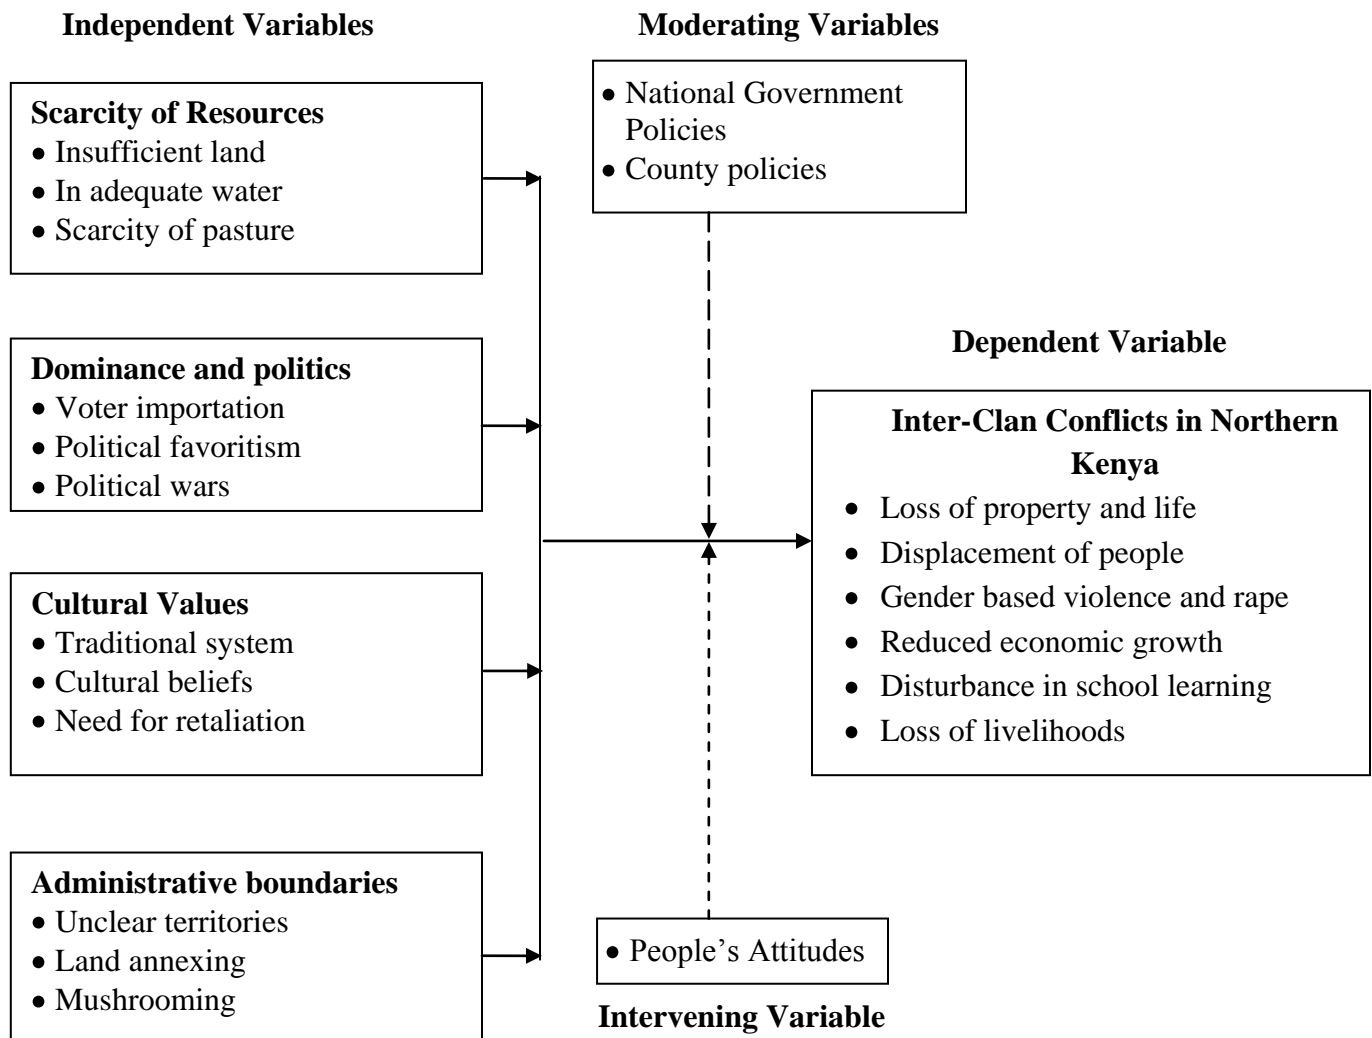 Independent Variables
Scarcity of Resources
• Insufficient land
• In adequate water
• Scarcity of pasture
Dominance and politics
• Voter importation
• Political favoritism
• Political wars
Cultural Values
• Traditional system
• Cultural beliefs
• Need for retaliation
Administrative boundaries
• Unclear territories
• Land annexing
• Mushrooming
Moderating Variables
• National Government
Policies
• County policies
• People’s Attitudes
Intervening Variable
Dependent Variable
Inter-Clan Conflicts in Northern
Kenya
• Loss of property and life
• Displacement of people
• Gender based violence and rape
• Reduced economic growth
• Disturbance in school learning
• Loss of livelihoods